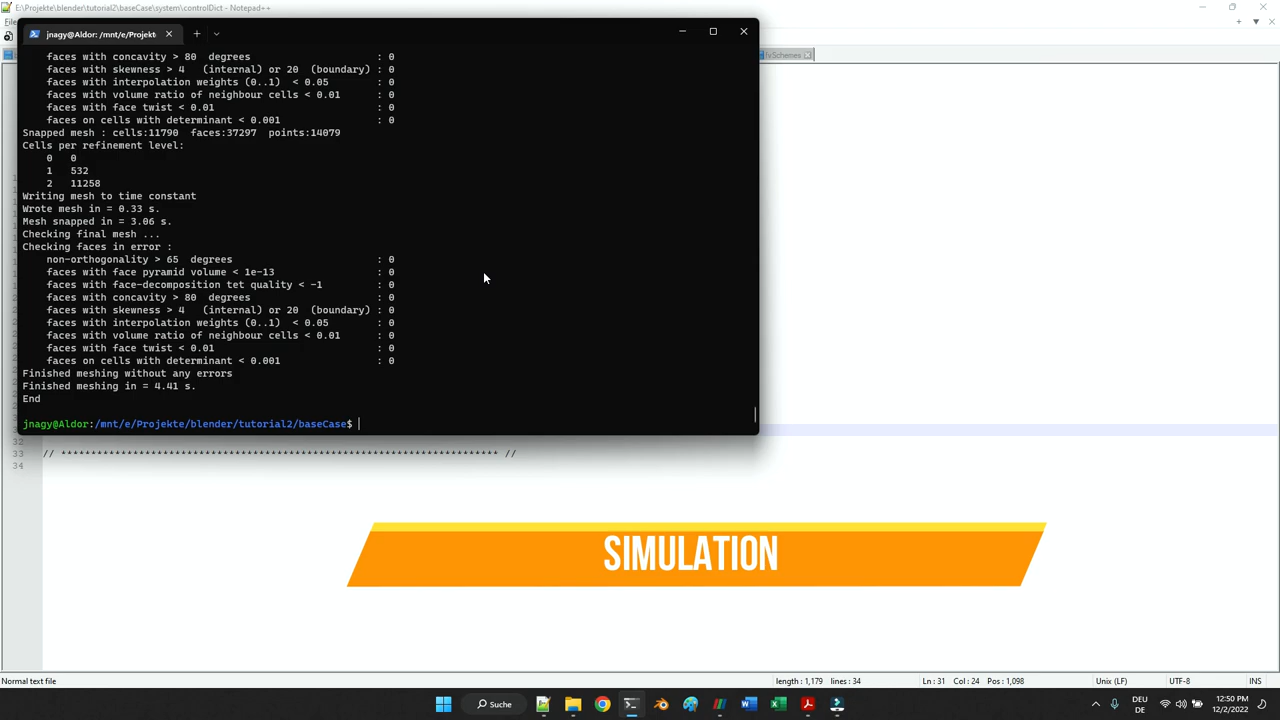 E:\Projekte\blender\tutorial2\baseCase\system\controlDict - Notepad++
jnagy@Aldor: /mnt/e/Projekt
fvSchemes
faces with concavity > 80 degrees : 0
faces with skewness > 4 (internal) or 20 (boundary) : 0
faces with interpolation weights (0..1) < 0.05 : 0
faces with volume ratio of neighbour cells < 0.01 : 0
faces with face twist < 0.01 : 0
faces on cells with determinant < 0.001 : 0
Snapped mesh : cells:11790 faces:37297 points:14079
Cells per refinement level:
0 0
1 532
2 11258
Writing mesh to time constant
Wrote mesh in = 0.33 s.
Mesh snapped in = 3.06 s.
Checking final mesh ...
Checking faces in error :
non-orthogonality > 65 degrees : 0
faces with face pyramid volume < 1e-13 : 0
faces with face-decomposition tet quality < -1 : 0
faces with concavity > 80 degrees : 0
faces with skewness > 4 (internal) or 20 (boundary) : 0
faces with interpolation weights (0..1) < 0.05 : 0
faces with volume ratio of neighbour cells < 0.01 : 0
faces with face twist < 0.01 : 0
faces on cells with determinant < 0.001 : 0
Finished meshing without any errors
Finished meshing in = 4.41 s.
End
jnagy@Aldor:/mnt/e/Projekte/blender/tutorial2/baseCase$
32
33 // ************************************************************************* //
34
SIMULATION
Normal text file length : 1,179 lines : 34 Ln : 31 Col : 24 Pos : 1,098 Unix (LF) UTF-8 INS
Suche
DEU
DE
12:50 PM
12/2/2022